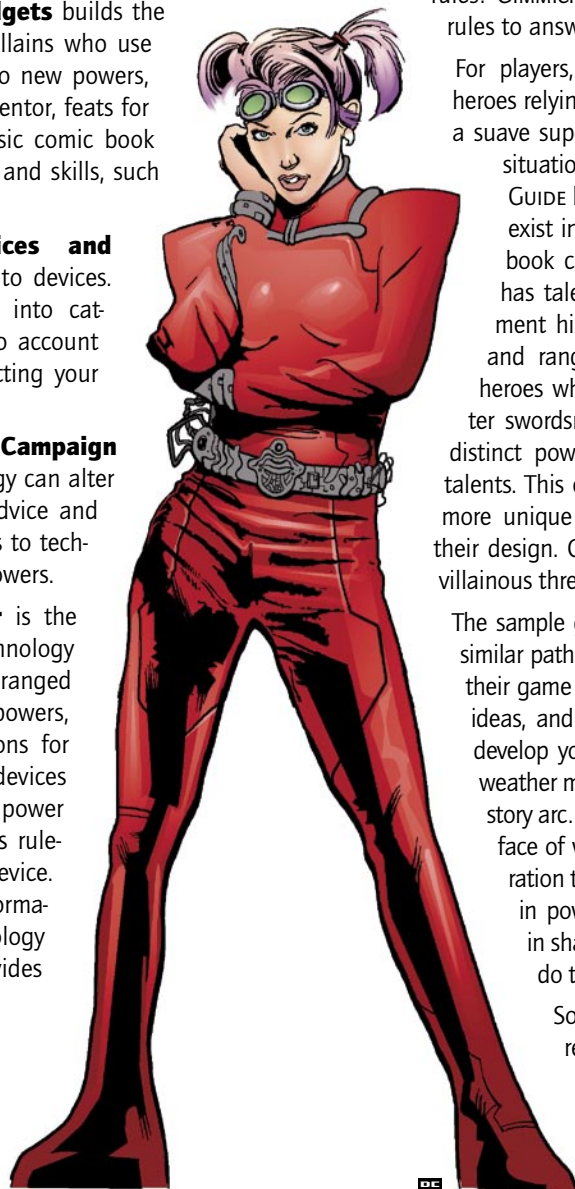 dgets builds the
llains who use
o new powers,
entor, feats for
sic comic book
and skills, such
ices and
to devices.
into cat-
o account
cting your
Campaign
gy can alter
dvice and
s to tech-
owers.
r is the
hnology
ranged
powers,
ons for
devices
power
s rule-
evice.
orma-
ology
vides
rules to answ
For players,
heroes relyin
a suave sup
situation
GUIDE
exist in
book c
has tale
ment hi
and rang
heroes wh
ter swords
distinct pow
talents. This
more unique
their design.
villainous thre
The sample
similar path
their game
ideas, and
develop yo
weather m
story arc.
face of
ration t
in pow
in sha
do t
So
re